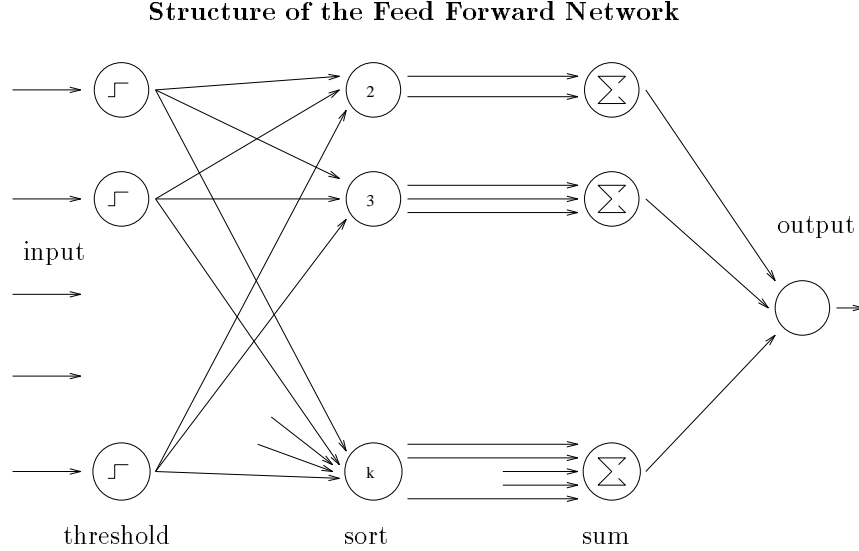 Structure of the Feed Forward Network
2
Σ
3
Σ
output
input
k
Σ
threshold sort sum